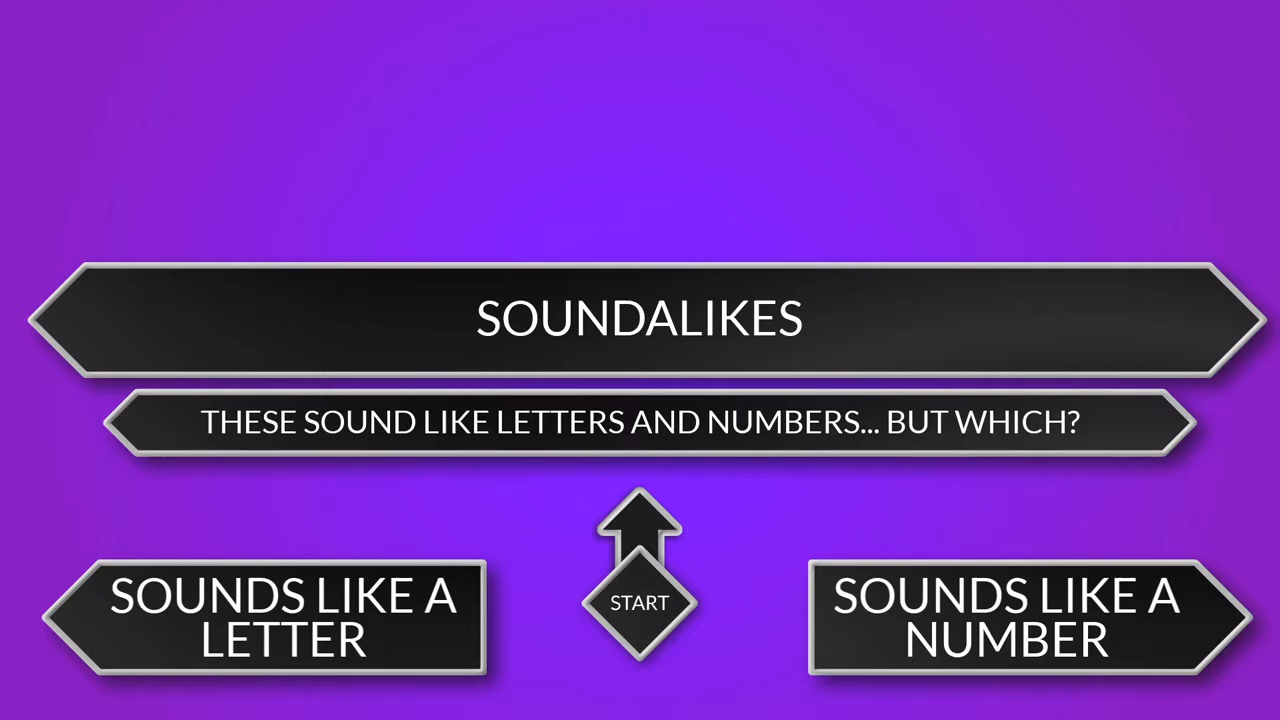 SOUNDALIKES
THESE SOUND LIKE LETTERS AND NUMBERS... BUT WHICH?
START
SOUNDS LIKE A
LETTER
SOUNDS LIKE A
NUMBER